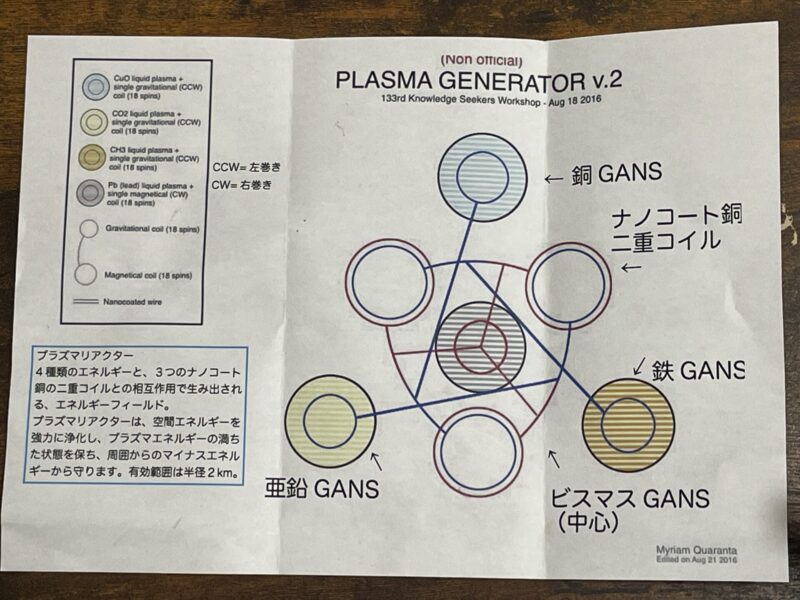 (Non official)
PLASMA GENERATOR v.2
133rd Knowledge Seekers Workshop - Aug 18 2016
CuO liquid plasma +
single gravitational (CCW)
coil (18 spins)
CO2 liquid plasma +
single gravitational (CCW)
coil (18 spins)
CH3 liquid plasma +
single gravitational (CCW)
coil (18 spins)
Pb (lead) liquid plasma +
single magnetical (CW)
coil (18 spins)
Gravitational coil (18 spins)
Magnetical coil (18 spins)
Nanocoated wire
CCW= 左巻き
CW= 右巻き
← 銅 GANS
ナノコート銅
二重コイル
←
プラズマリアクター
４種類のエネルギーと、３つのナノコート
銅の二重コイルとの相互作用で生み出され
る、エネルギーフィールド。
プラズマリアクターは、空間エネルギーを
強力に浄化し、プラズマエネルギーの満ち
た状態を保ち、周囲からのマイナスエネル
ギーから守ります。有効範囲は半径２km。
鉄 GANS
亜鉛 GANS
ビスマス GANS
（中心）
Myriam Quaranta
Edited on Aug 21 2016